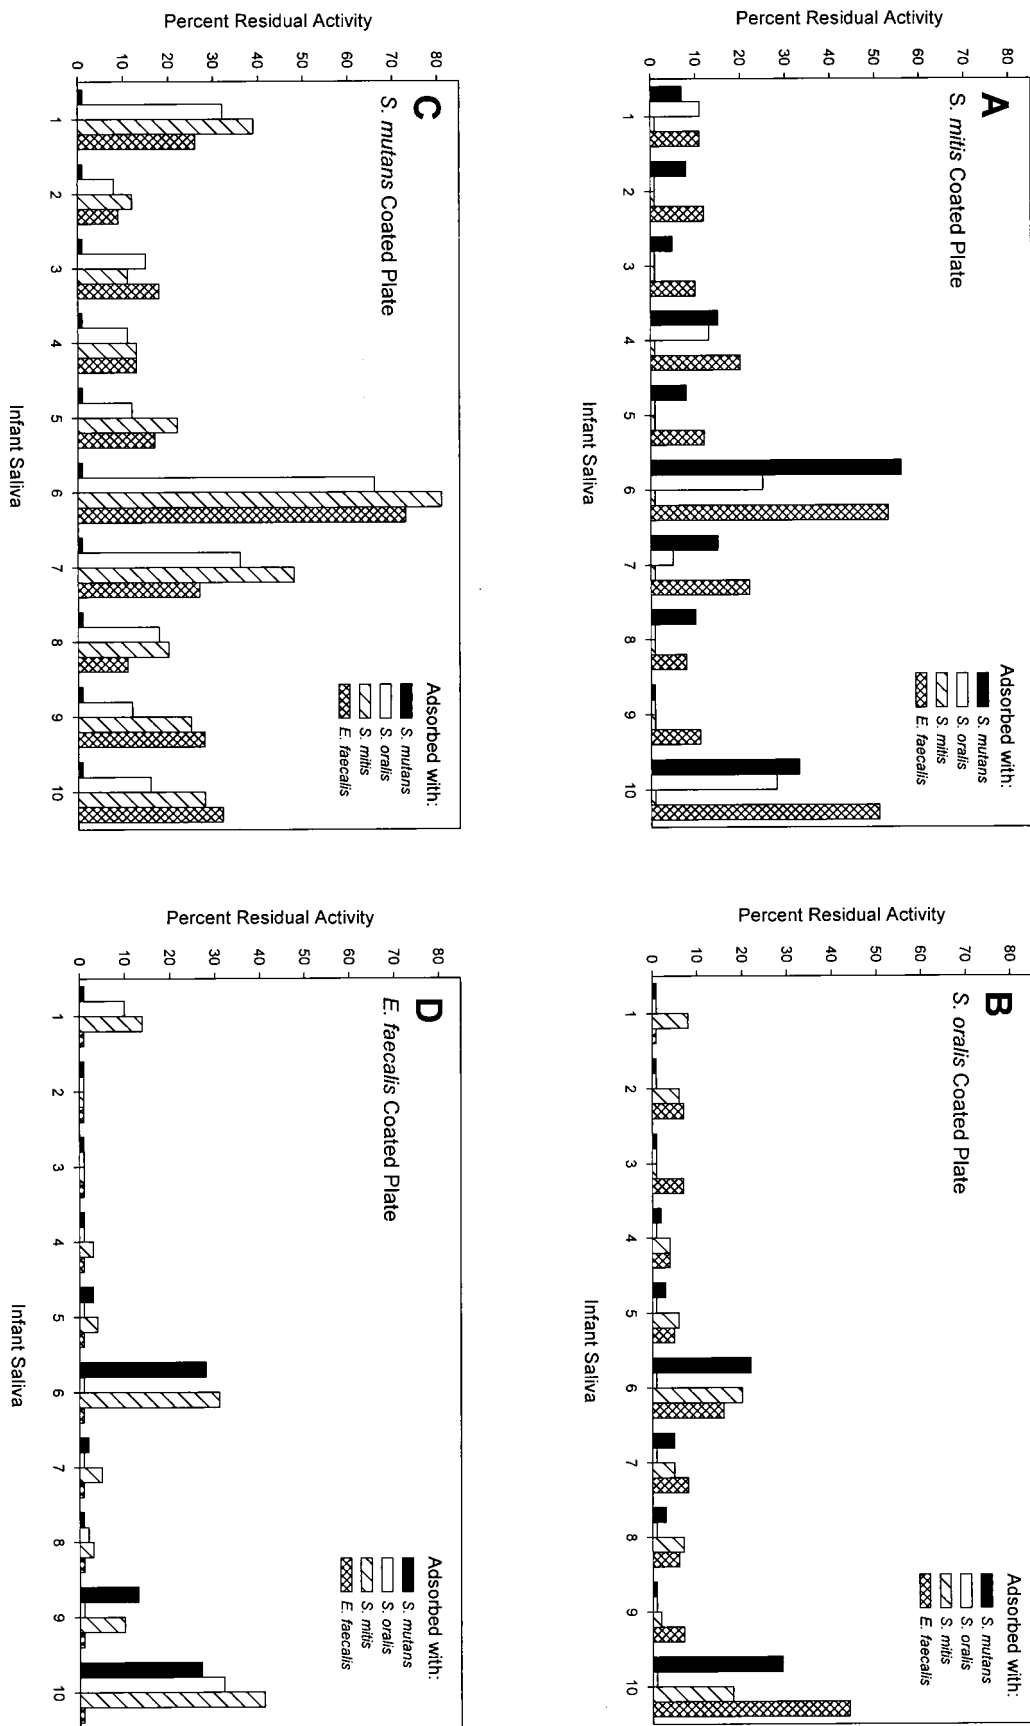 A
S. mitis Coated Plate
Percent Residual Activity
0 10 20 30 40 50 60 70 80
1 2 3 4 5 6 7 8 9 10
Infant Saliva
Adsorbed with:
S. mutans
S. oralis
S. mitis
E. faecalis
B
S. oralis Coated Plate
Percent Residual Activity
0 10 20 30 40 50 60 70 80
1 2 3 4 5 6 7 8 9 10
Infant Saliva
Adsorbed with:
S. mutans
S. oralis
S. mitis
E. faecalis
C
S. mutans Coated Plate
Percent Residual Activity
0 10 20 30 40 50 60 70 80
1 2 3 4 5 6 7 8 9 10
Infant Saliva
Adsorbed with:
S. mutans
S. oralis
S. mitis
E. faecalis
D
E. faecalis Coated Plate
Percent Residual Activity
0 10 20 30 40 50 60 70 80
1 2 3 4 5 6 7 8 9 10
Infant Saliva
Adsorbed with:
S. mutans
S. oralis
S. mitis
E. faecalis